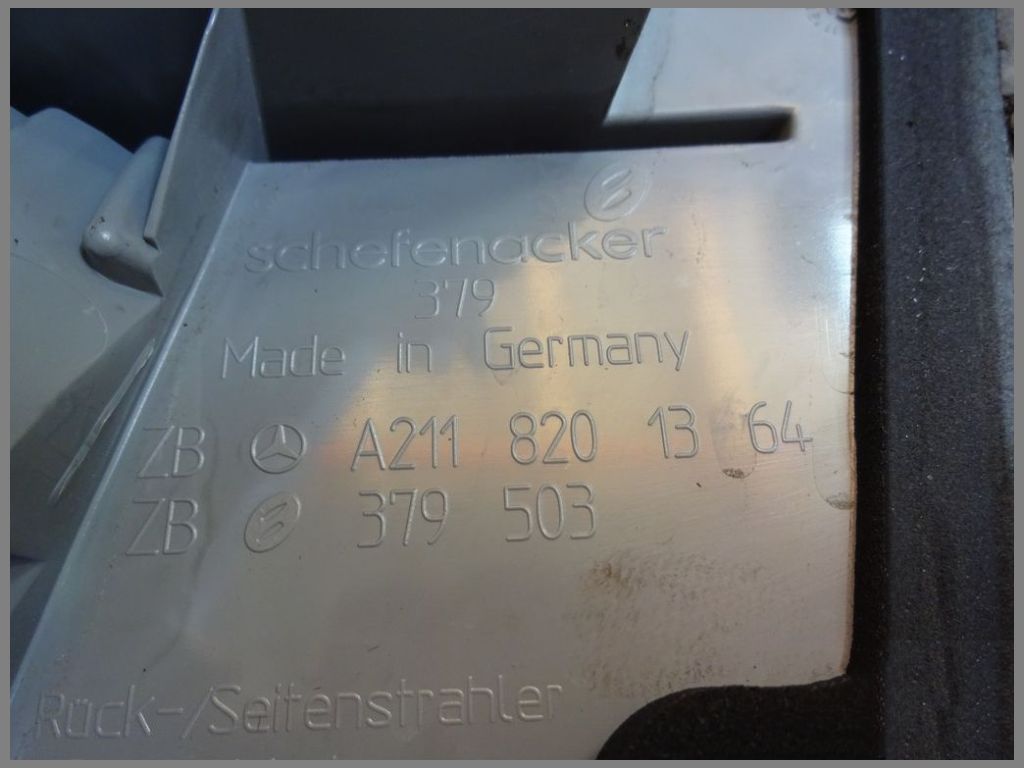 schefenacker
379
Made in Germany
ZB A211 820 13 64
ZB 379 503
Rück-/Seitenstrahler